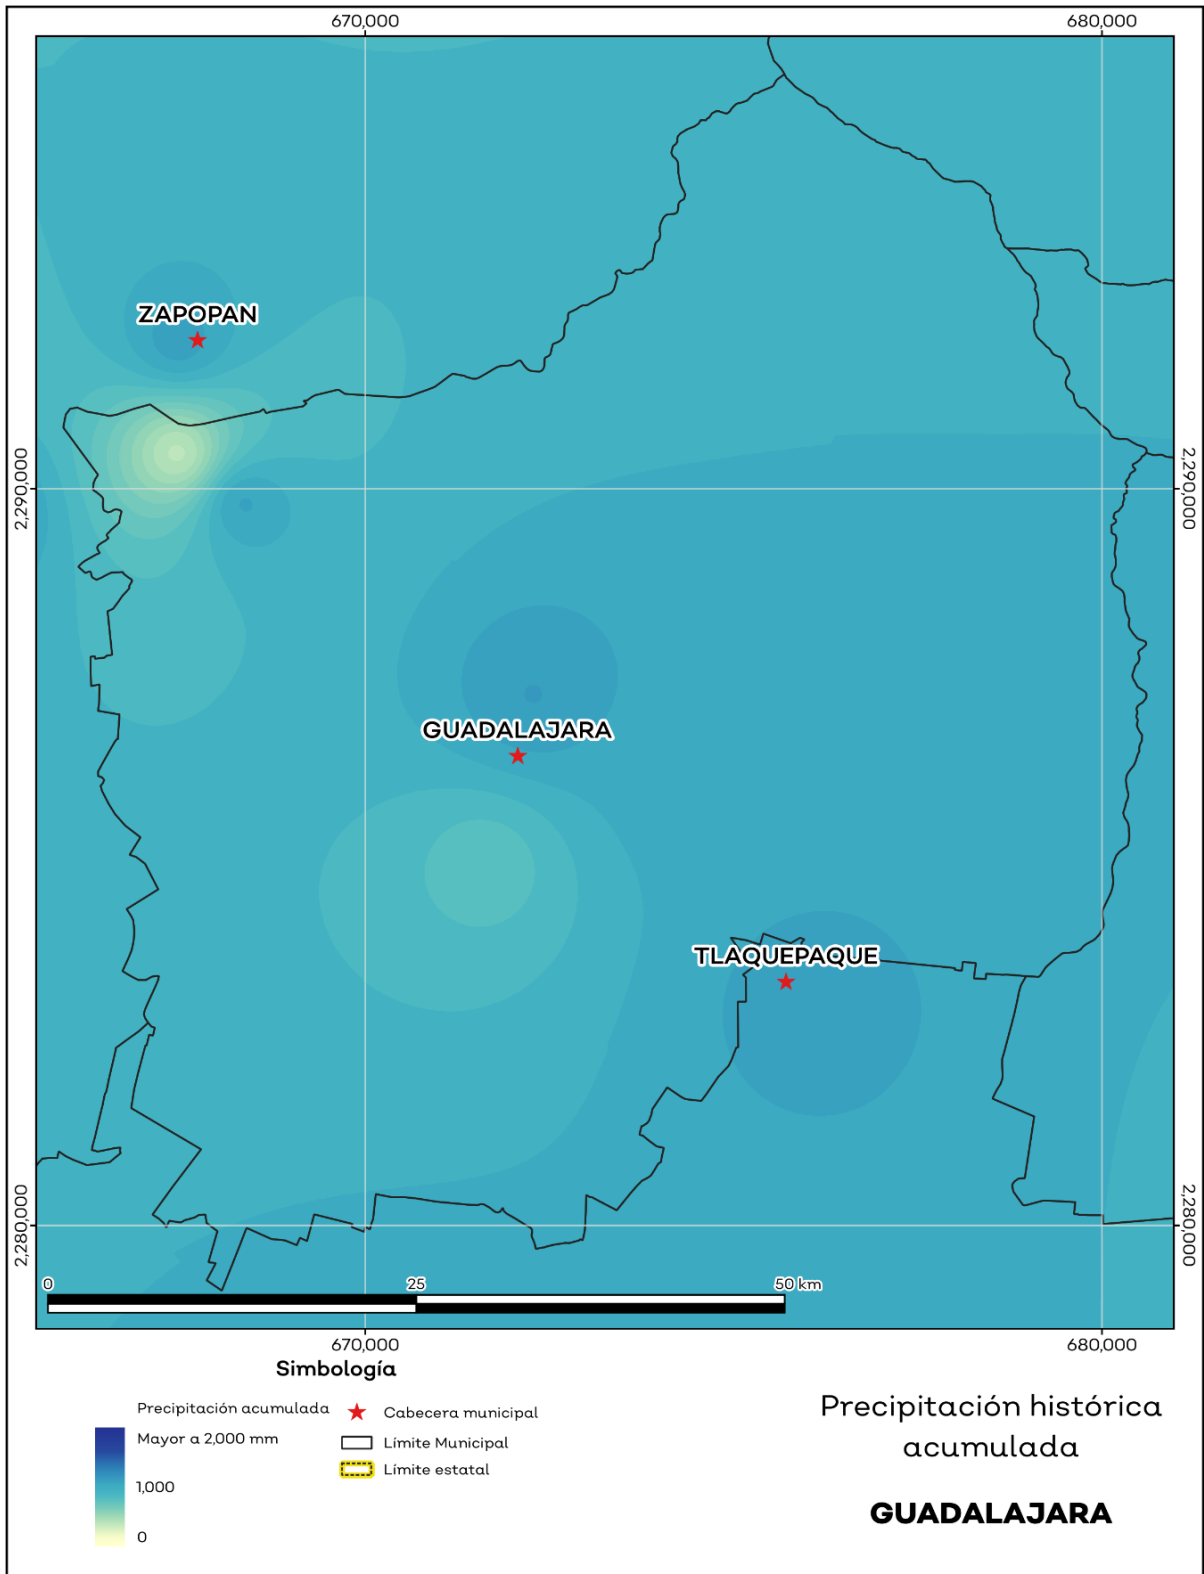 670,000
680,000
ZAPOPAN
2,290,000
2,290,000
GUADALAJARA
TLAQUEPAQUE
2,280,000
2,280,000
0
25
50 km
670,000
680,000
Simbología
Precipitación acumulada
Mayor a 2,000 mm
1,000
0
Cabecera municipal
Límite Municipal
Límite estatal
Precipitación histórica
acumulada
GUADALAJARA